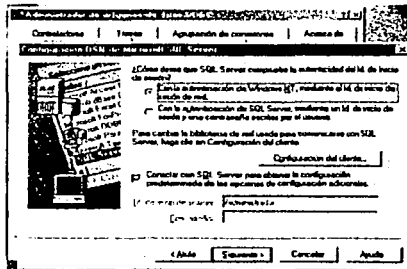 Administrador de orígenes de datos ODBC
Controladores | Trazas | Agrupación de conexiones | Acerca de
Configuración DSN de Microsoft SQL Server
¿Cómo desea que SQL Server compruebe la autenticidad del Id. de inicio
de sesión?
Con la autenticación de Windows NT, mediante el Id. de inicio de
sesión de red.
Con la autenticación de SQL Server, mediante un Id. de inicio de
sesión y una contraseña escritos por el usuario.
Para cambiar la biblioteca de red usada para comunicarse con SQL
Server, haga clic en Configuración del cliente.
Configuración del cliente...
Conectar con SQL Server para obtener la configuración
predeterminada de las opciones de configuración adicionales.
Contraseña:
< Atrás
Siguiente >
Cancelar
Ayuda